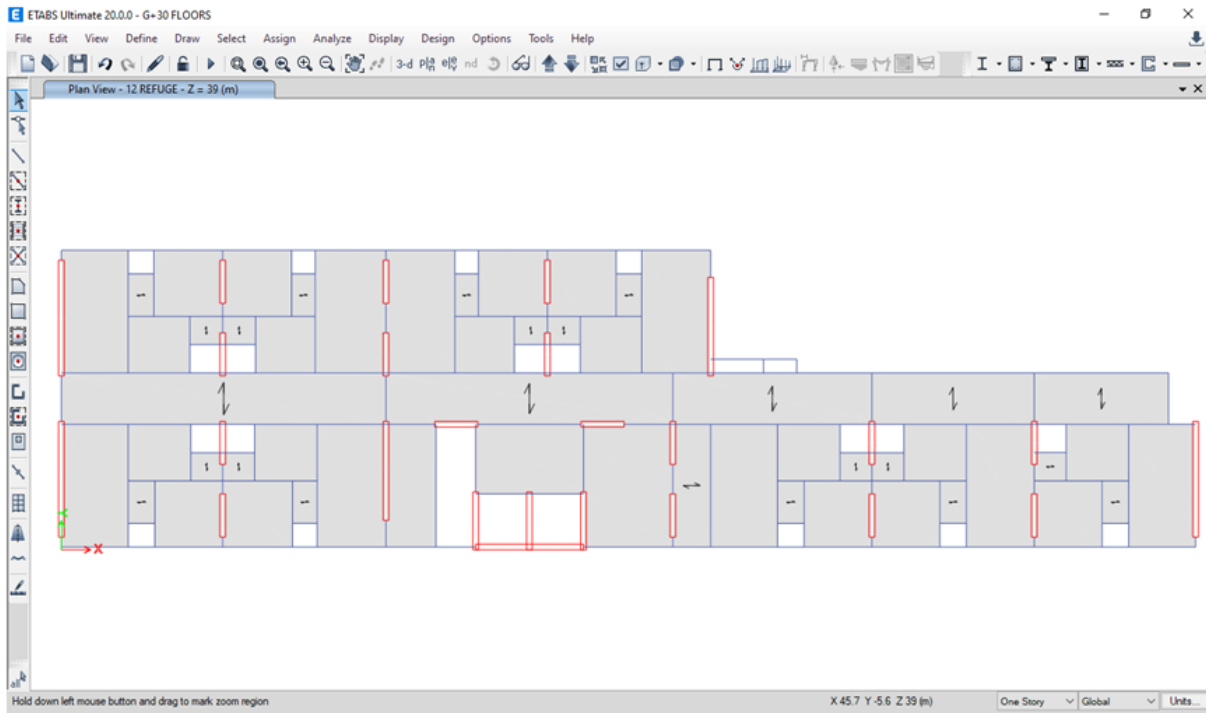 ETABS Ultimate 20.0.0 - G+30 FLOORS
File Edit View Define Draw Select Assign Analyze Display Design Options Tools Help
3-d nd
Plan View - 12 REFUGE - Z = 39 (m)
X
all
Hold down left mouse button and drag to mark zoom region X 45.7 Y -5.6 Z 39 (m) One Story Global Units...